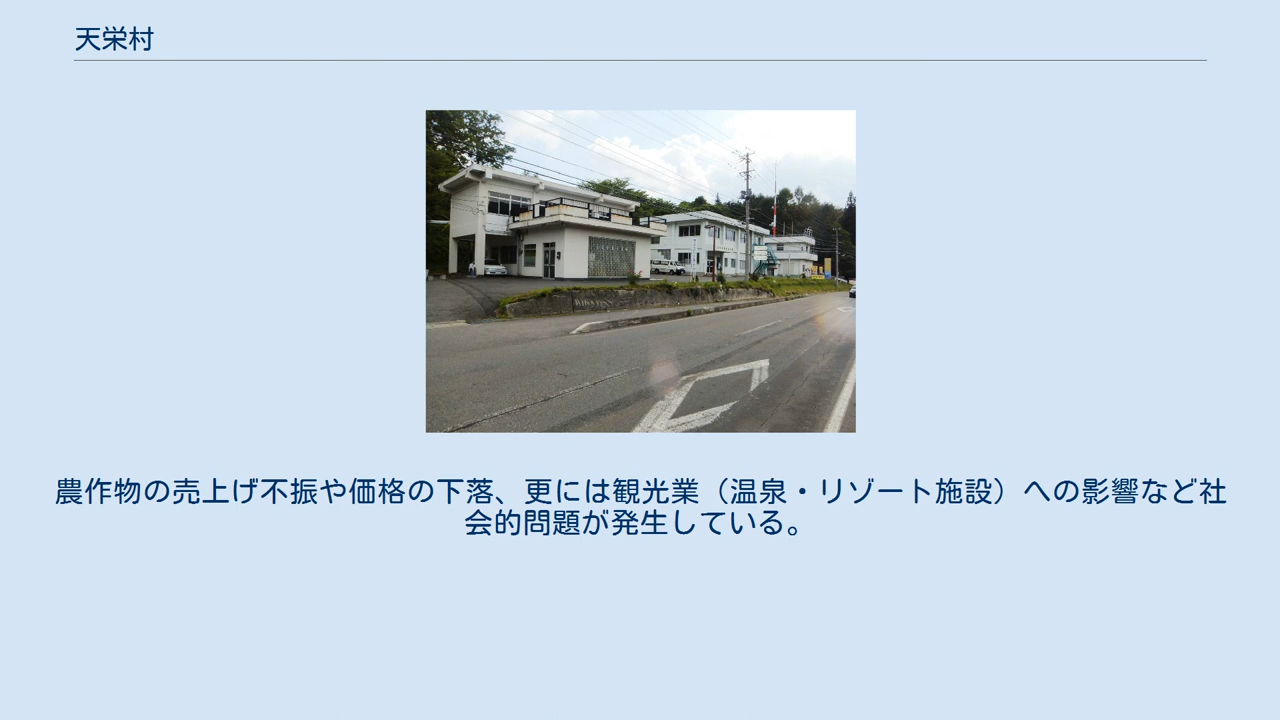 天栄村
農作物の売上げ不振や価格の下落、更には観光業（温泉・リゾート施設）への影響など社
会的問題が発生している。